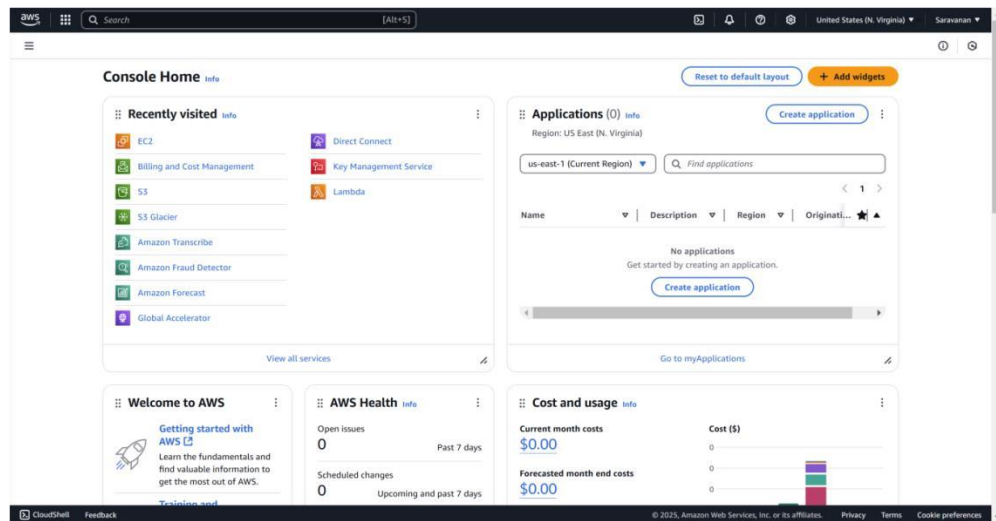 aws
Search [Alt+S]
United States (N. Virginia)
Saravanan
Console Home Info
Reset to default layout
+ Add widgets
Recently visited Info
EC2
Billing and Cost Management
S3
S3 Glacier
Amazon Transcribe
Amazon Fraud Detector
Amazon Forecast
Global Accelerator
Direct Connect
Key Management Service
Lambda
View all services
Applications (0) Info
Create application
Region: US East (N. Virginia)
us-east-1 (Current Region)
Find applications
1
Name Description Region Originati...
No applications
Get started by creating an application.
Create application
Go to myApplications
Welcome to AWS
Getting started with
AWS
Learn the fundamentals and
find valuable information to
get the most out of AWS.
Training and
AWS Health Info
Open issues
0 Past 7 days
Scheduled changes
0 Upcoming and past 7 days
Cost and usage Info
Current month costs
$0.00
Forecasted month end costs
$0.00
Cost ($)
0
0
0
CloudShell Feedback
© 2025, Amazon Web Services, Inc. or its affiliates. Privacy Terms Cookie preferences